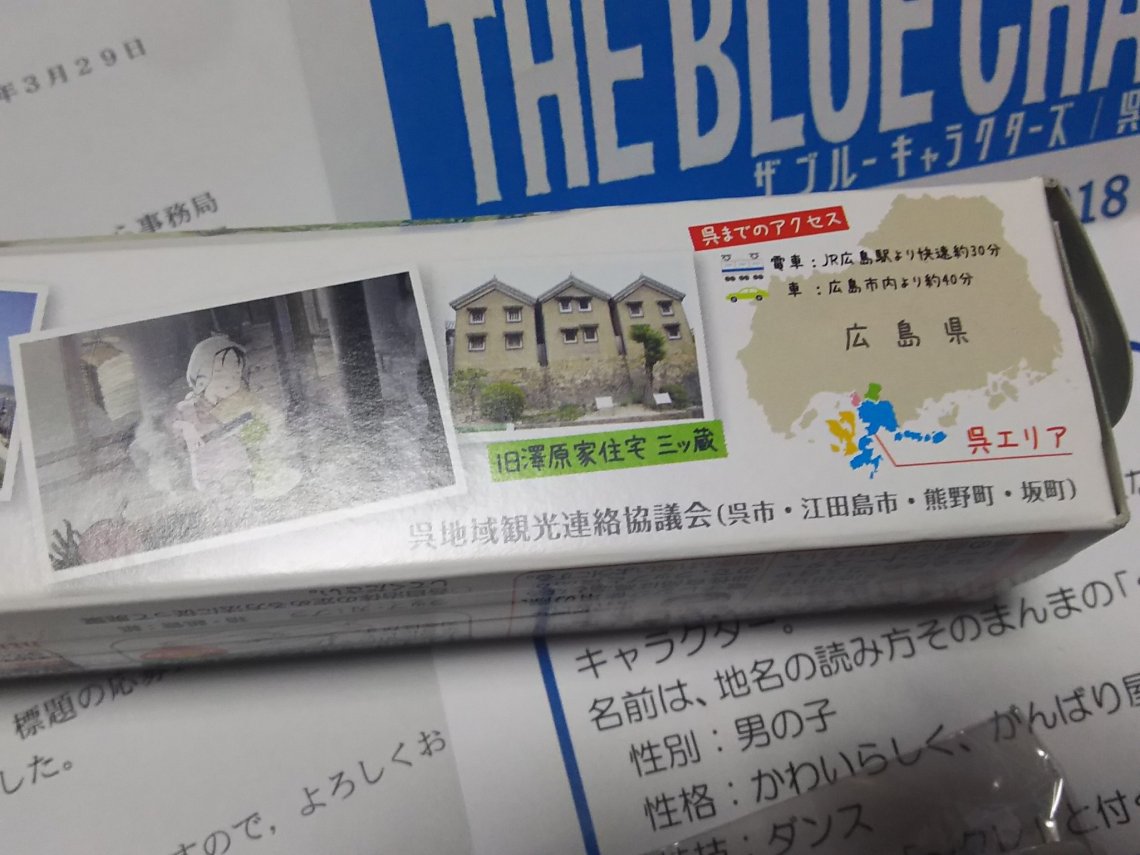 年3月29日
事務局
THE BLUE CHA
ザブルーキャラクターズ / 呉
018
呉までのアクセス
電車：JR広島駅より快速約30分
車：広島市内より約40分
広島県
呉エリア
旧澤原家住宅 三ツ蔵
呉地域観光連絡協議会(呉市・江田島市・熊野町・坂町)
キャラクター。
名前は、地名の読み方そのまんまの「
性別：男の子
性格：かわいらしく、がんばり屋
ダンス
と付
標題の応募
した。
すので，よろしくお